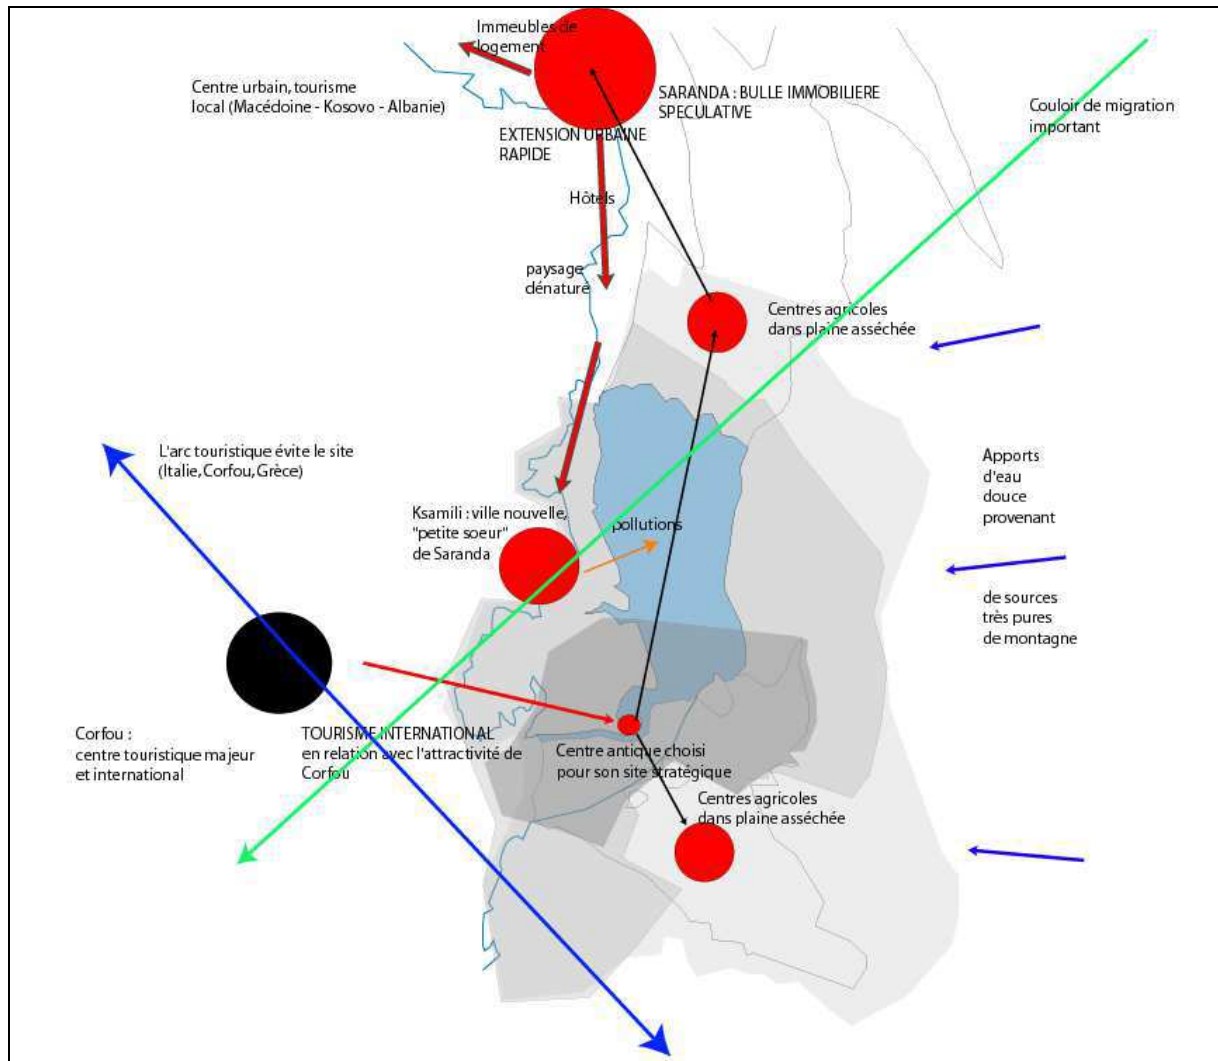 Immeubles de
logement
Centre urbain, tourisme
local (Macédoine - Kosovo - Albanie)
SARANDA : BULLE IMMOBILIERE
SPECULATIVE
Couloir de migration
important
EXTENSION URBAINE
RAPIDE
Hôtels
paysage
dénaturé
Centres agricoles
dans plaine asséchée
L'arc touristique évite le site
(Italie, Corfou, Grèce)
Apports
d'eau
douce
provenant
Ksamili : ville nouvelle,
"petite soeur"
de Saranda
pollutions
de sources
très pures
de montagne
Corfou :
centre touristique majeur
et international
TOURISME INTERNATIONAL
en relation avec l'attractivité de
Corfou
Centre antique choisi
pour son site stratégique
Centres agricoles
dans plaine asséchée